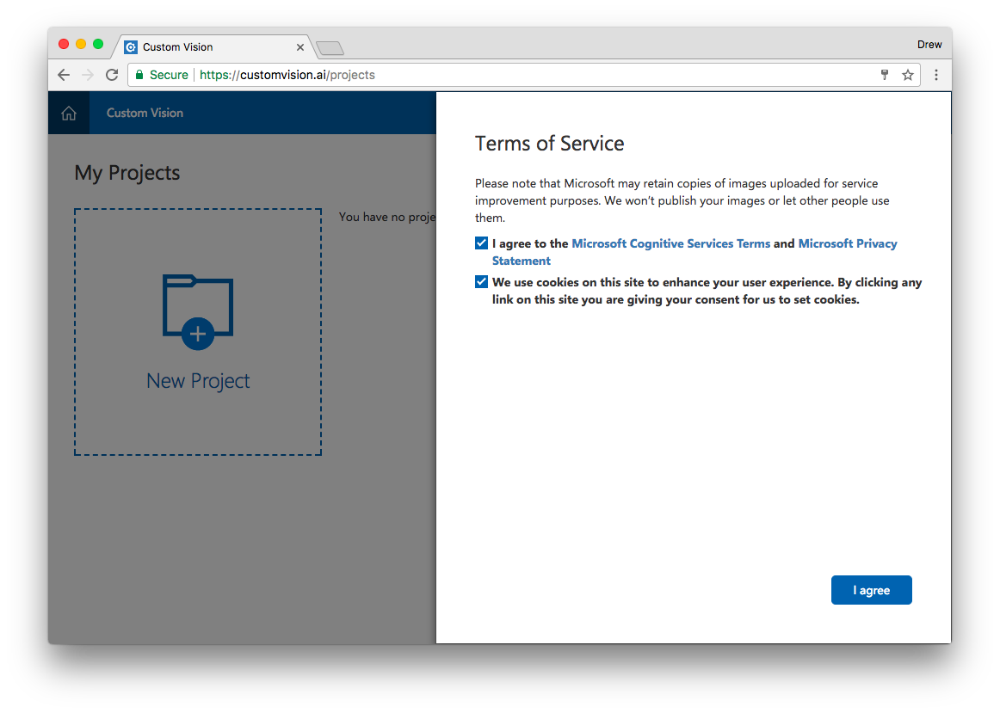 Custom Vision
Drew
Secure
https://customvision.ai/projects
Custom Vision
My Projects
You have no proje
New Project
Terms of Service
Please note that Microsoft may retain copies of images uploaded for service
improvement purposes. We won't publish your images or let other people use
them.
I agree to the Microsoft Cognitive Services Terms and Microsoft Privacy
Statement
We use cookies on this site to enhance your user experience. By clicking any
link on this site you are giving your consent for us to set cookies.
I agree